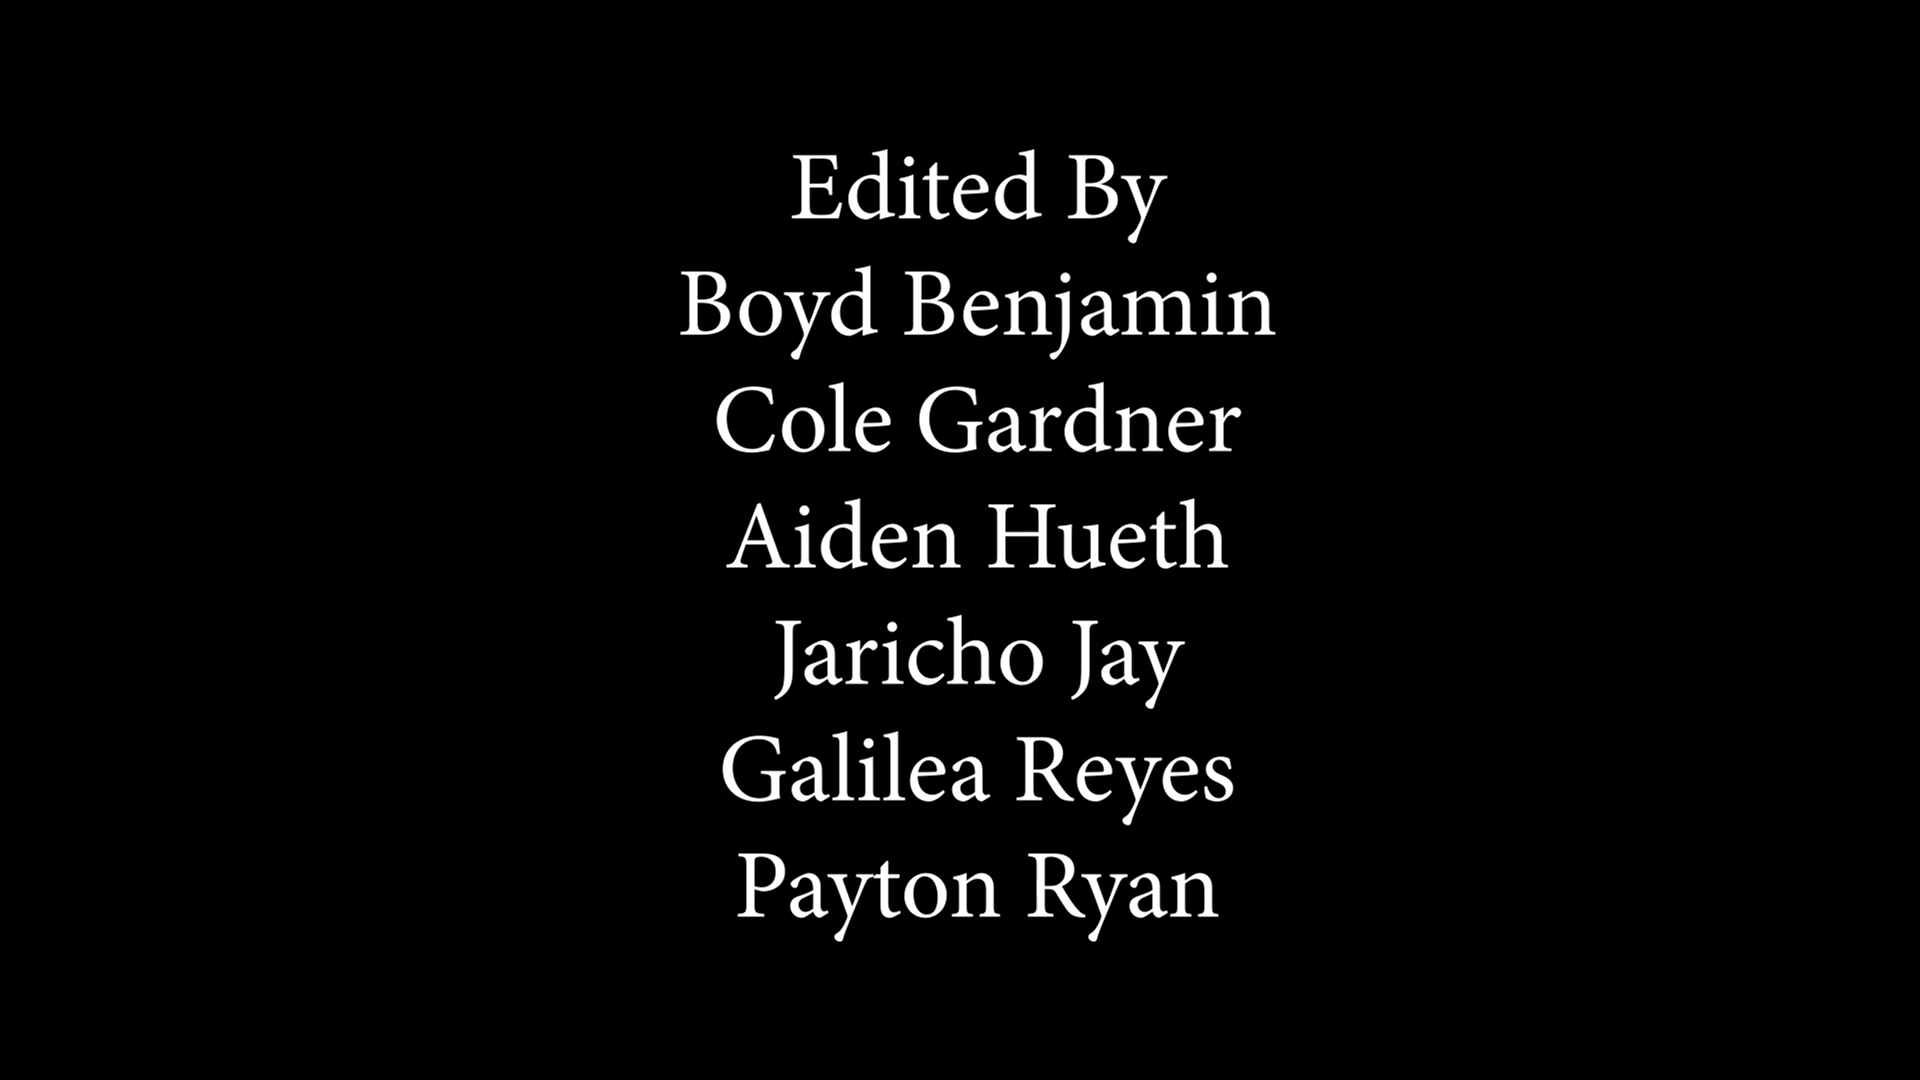 Edited By
Boyd Benjamin
Cole Gardner
Aiden Hueth
Jaricho Jay
Galilea Reyes
Payton Ryan